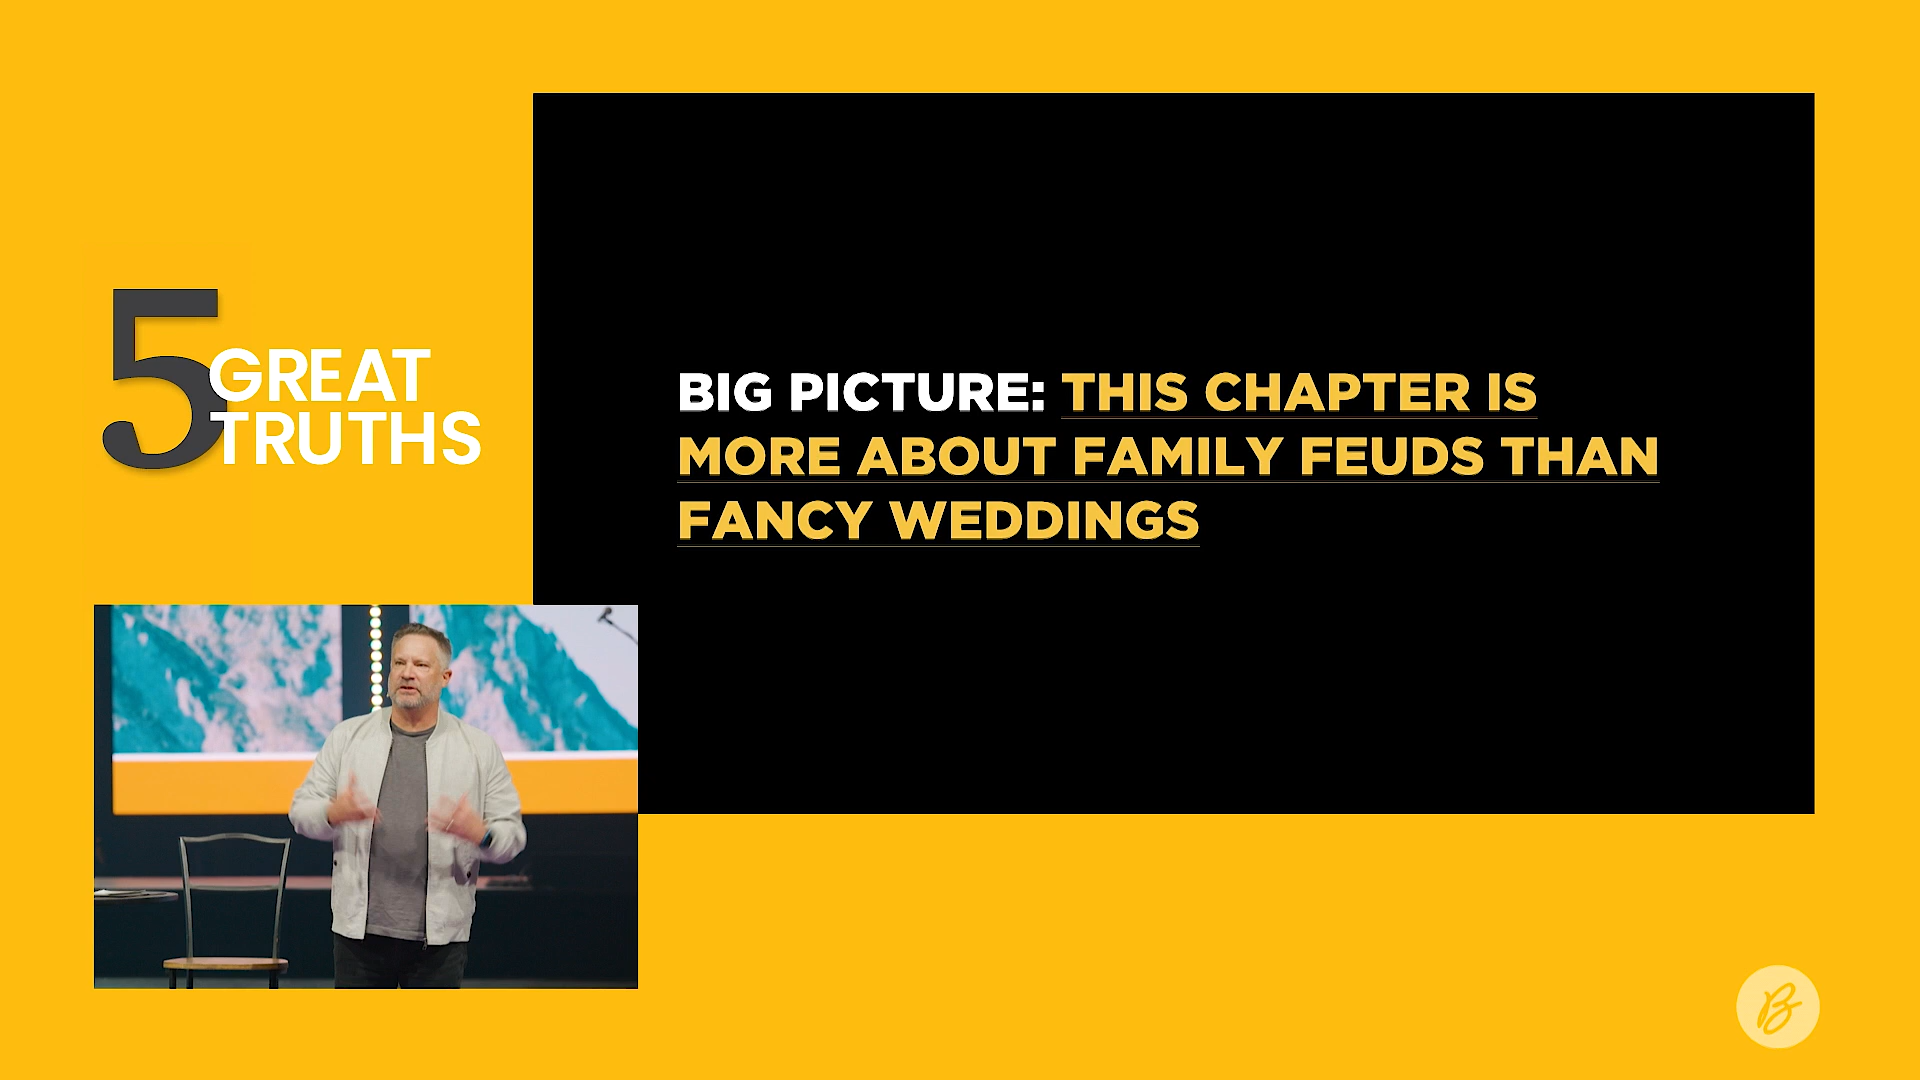 5 GREAT
TRUTHS
BIG PICTURE: THIS CHAPTER IS
MORE ABOUT FAMILY FEUDS THAN
FANCY WEDDINGS
B